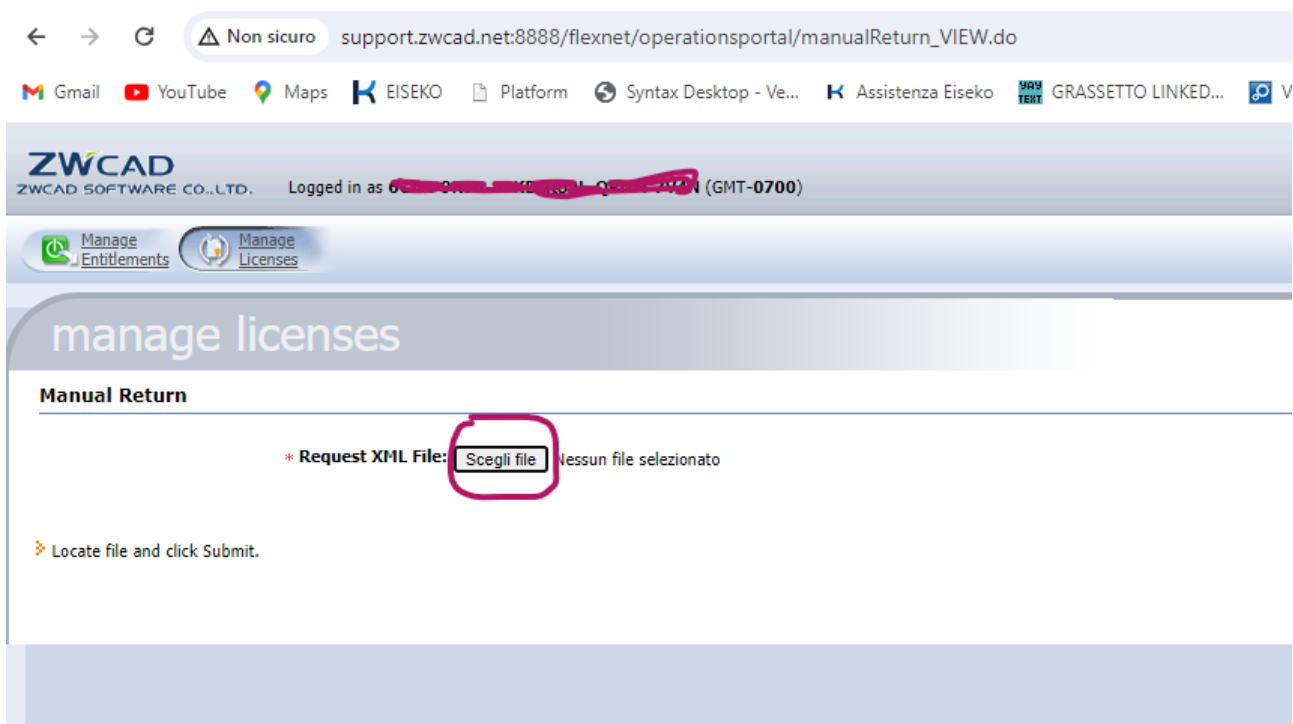 Non sicuro support.zwcad.net:8888/flexnet/operationsportal/manualReturn_VIEW.do
Gmail YouTube Maps EISEKO Platform Syntax Desktop - Ve... Assistenza Eiseko YAY TEXT GRASSETTO LINKED... V
ZWCAD
ZWCAD SOFTWARE CO.,LTD. Logged in as (GMT-0700)
Manage Entitlements Manage Licenses
manage licenses
Manual Return
* Request XML File: Scegli file Nessun file selezionato
Locate file and click Submit.